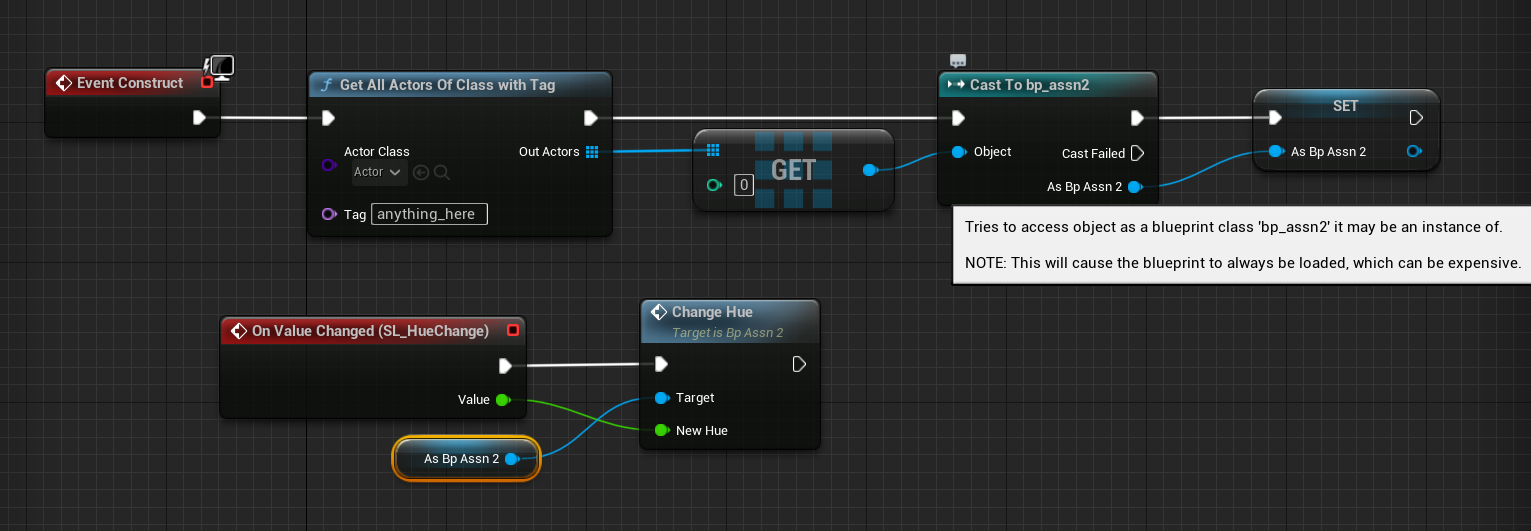 Event Construct
Get All Actors Of Class with Tag
Actor Class
Actor
Out Actors
Tag
anything_here
0
GET
Cast To bp_assn2
Object
Cast Failed
As Bp Assn 2
SET
As Bp Assn 2
Tries to access object as a blueprint class 'bp_assn2' it may be an instance of.
NOTE: This will cause the blueprint to always be loaded, which can be expensive.
On Value Changed (SL_HueChange)
Value
As Bp Assn 2
Change Hue
Target is Bp Assn 2
Target
New Hue